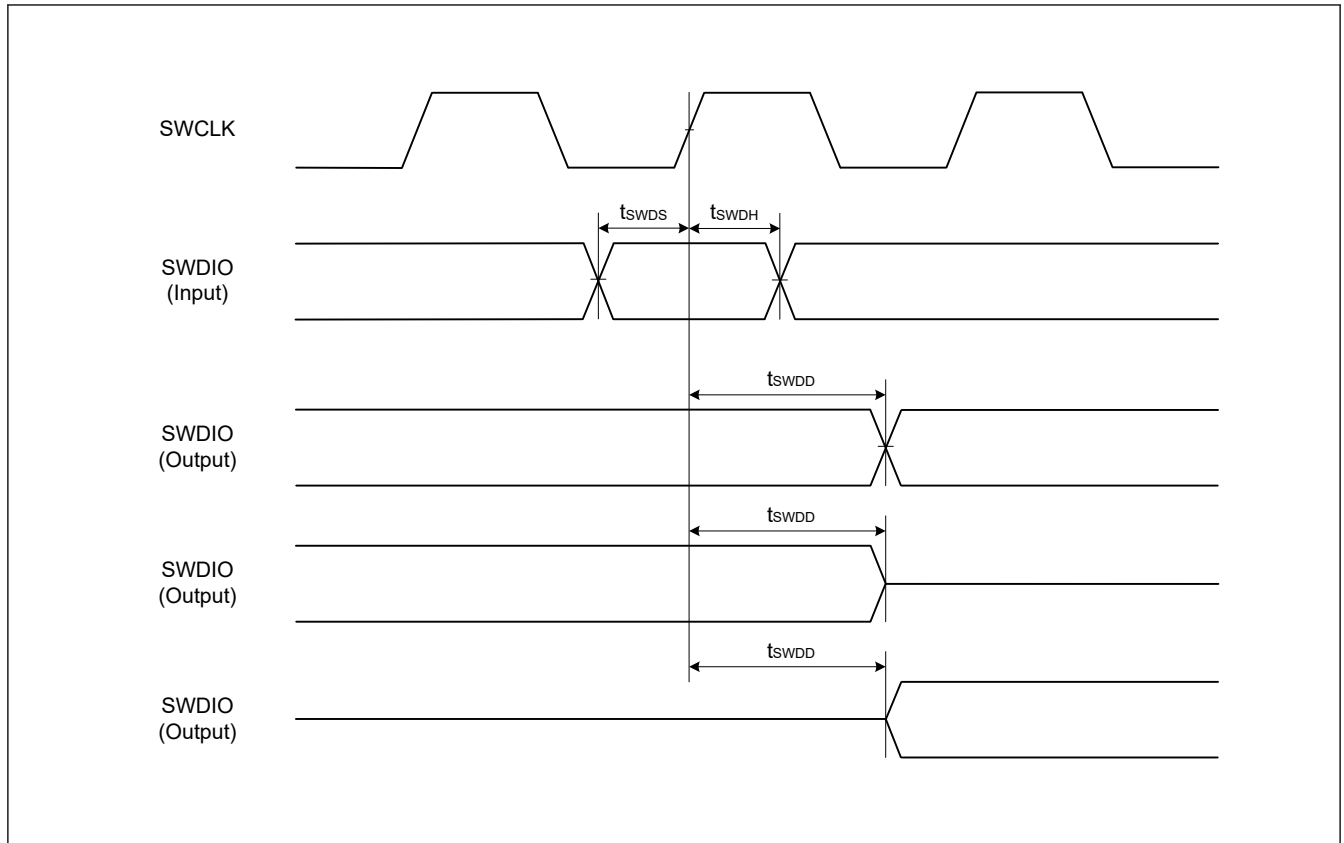 SWCLK
tSWDS
tSWDH
SWDIO
(Input)
tSWDD
SWDIO
(Output)
tSWDD
SWDIO
(Output)
tSWDD
SWDIO
(Output)